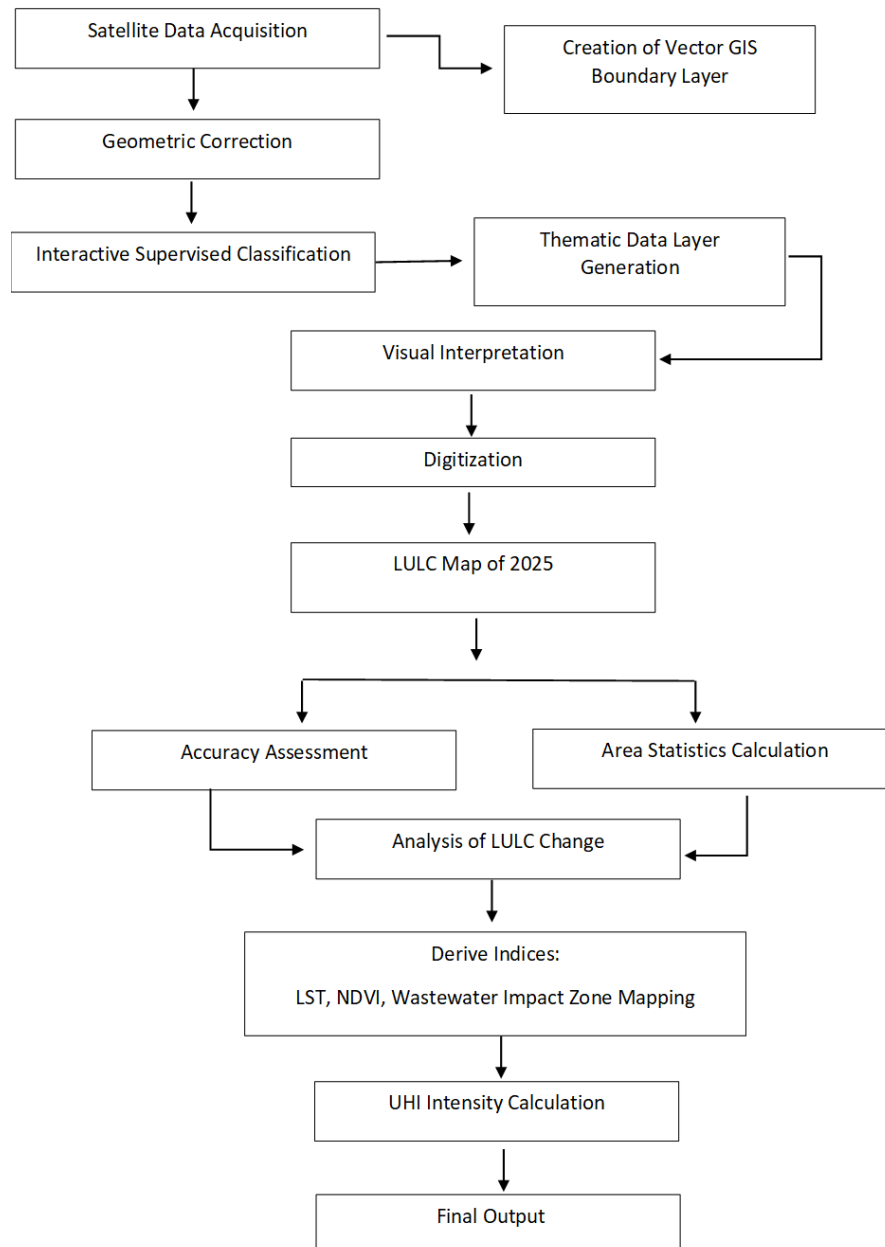 Satellite Data Acquisition
Creation of Vector GIS
Boundary Layer
Geometric Correction
Interactive Supervised Classification
Thematic Data Layer
Generation
Visual Interpretation
Digitization
LULC Map of 2025
Accuracy Assessment
Area Statistics Calculation
Analysis of LULC Change
Derive Indices:
LST, NDVI, Wastewater Impact Zone Mapping
UHI Intensity Calculation
Final Output